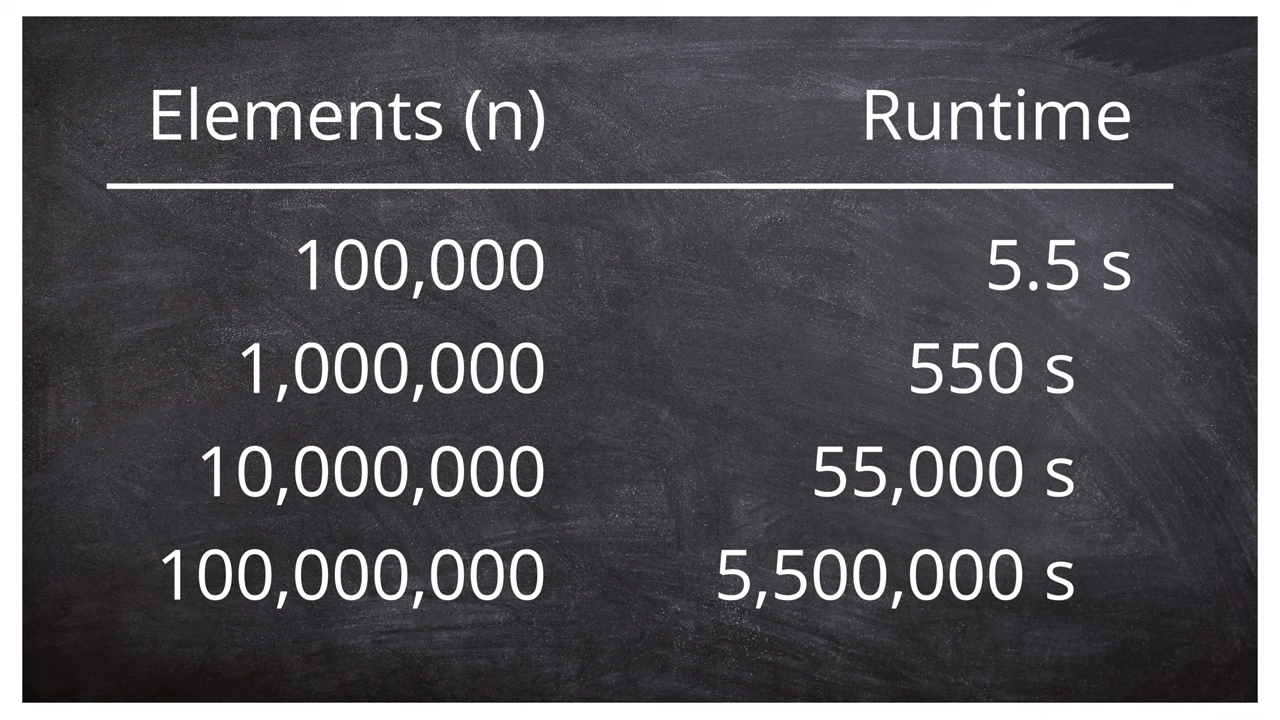 Elements (n) Runtime
100,000 5.5 s
1,000,000 550 s
10,000,000 55,000 s
100,000,000 5,500,000 s